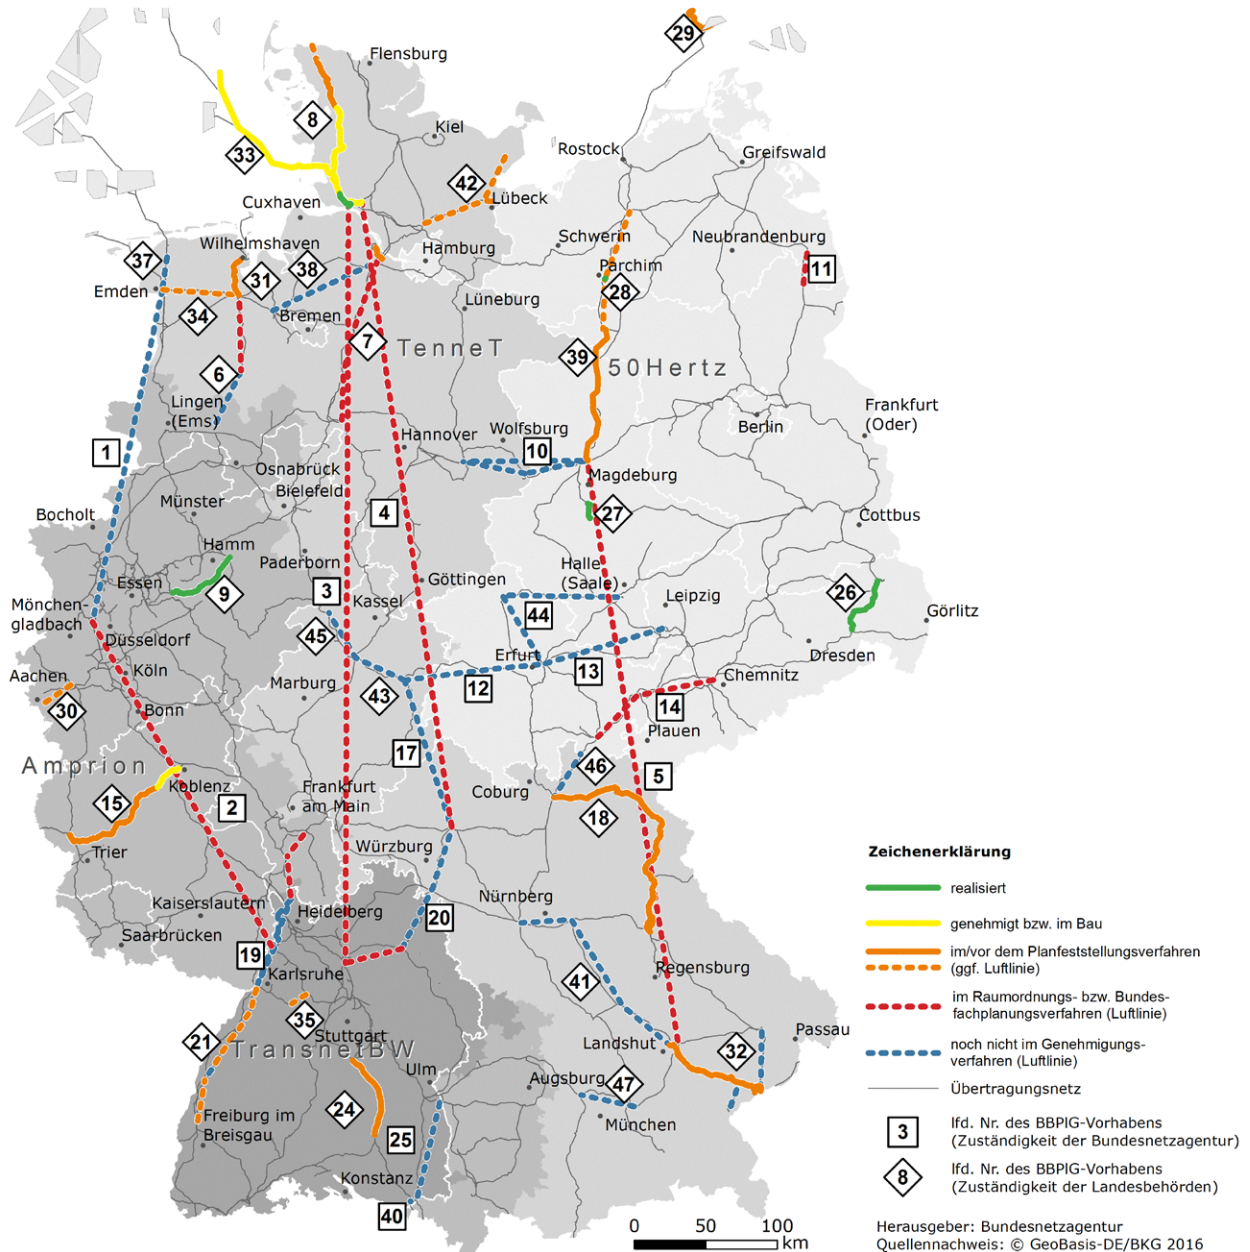 29
Flensburg
8
Kiel
Rostock
Greifswald
33
42
Cuxhaven
Lübeck
Wilhelmshaven
Schwerin
Neubrandenburg
37
38
Hamburg
Parchim
11
31
Emden
28
34
Lüneburg
Bremen
7
TenneT
39
50Hertz
6
Lingen
(Ems)
Frankfurt
(Oder)
Berlin
Hannover
Wolfsburg
1
10
Osnabrück
Magdeburg
Bielefeld
Münster
4
27
Bocholt
Cottbus
Hamm
Paderborn
Halle
(Saale)
Essen
Göttingen
9
3
26
Leipzig
Mönchen-
gladbach
Kassel
44
Görlitz
Düsseldorf
45
Erfurt
Dresden
Köln
13
Aachen
Marburg
12
Chemnitz
43
30
14
Bonn
Plauen
17
Amprion
46
5
Koblenz
Frankfurt
am Main
Coburg
15
2
18
Trier
Würzburg
Kaiserslautern
Nürnberg
Heidelberg
20
Saarbrücken
19
Karlsruhe
Regensburg
41
35
Stuttgart
21
TransnetBW
Landshut
32
Passau
Ulm
Augsburg
47
24
Freiburg im
Breisgau
München
25
Konstanz
40
0 50 100
km
Zeichenerklärung
realisiert
genehmigt bzw. im Bau
im/vor dem Planfeststellungsverfahren
(ggf. Luftlinie)
im Raumordnungs- bzw. Bundes-
fachplanungsverfahren (Luftlinie)
noch nicht im Genehmigungs-
verfahren (Luftlinie)
Übertragungsnetz
3
lfd. Nr. des BBPlG-Vorhabens
(Zuständigkeit der Bundesnetzagentur)
8
lfd. Nr. des BBPlG-Vorhabens
(Zuständigkeit der Landesbehörden)
Herausgeber: Bundesnetzagentur
Quellennachweis: © GeoBasis-DE/BKG 2016